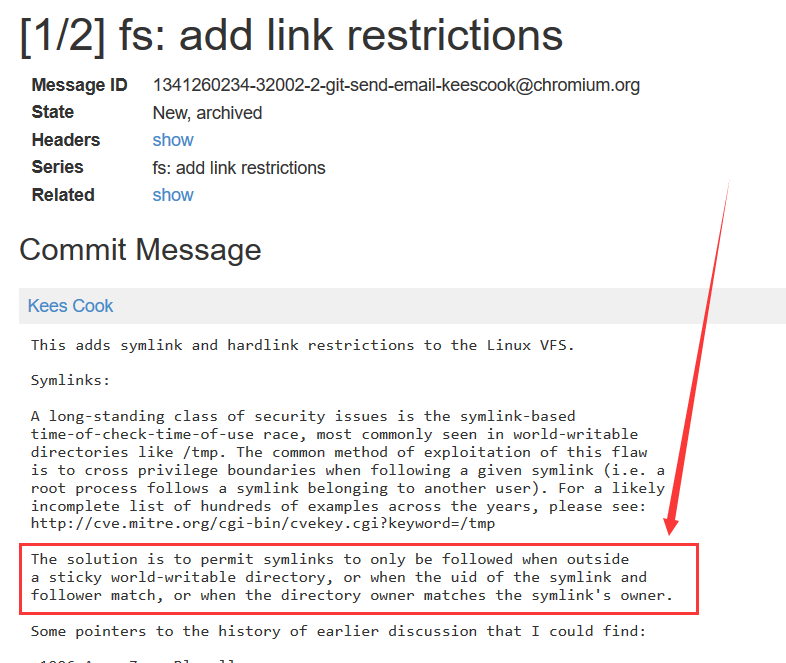 [1/2] fs: add link restrictions
Message ID 1341260234-32002-2-git-send-email-keescook@chromium.org
State New, archived
Headers show
Series fs: add link restrictions
Related show
Commit Message
Kees Cook
This adds symlink and hardlink restrictions to the Linux VFS.
Symlinks:
A long-standing class of security issues is the symlink-based
time-of-check-time-of-use race, most commonly seen in world-writable
directories like /tmp. The common method of exploitation of this flaw
is to cross privilege boundaries when following a given symlink (i.e. a
root process follows a symlink belonging to another user). For a likely
incomplete list of hundreds of examples across the years, please see:
http://cve.mitre.org/cgi-bin/cvekey.cgi?keyword=/tmp
The solution is to permit symlinks to only be followed when outside
a sticky world-writable directory, or when the uid of the symlink and
follower match, or when the directory owner matches the symlink's owner.
Some pointers to the history of earlier discussion that I could find: